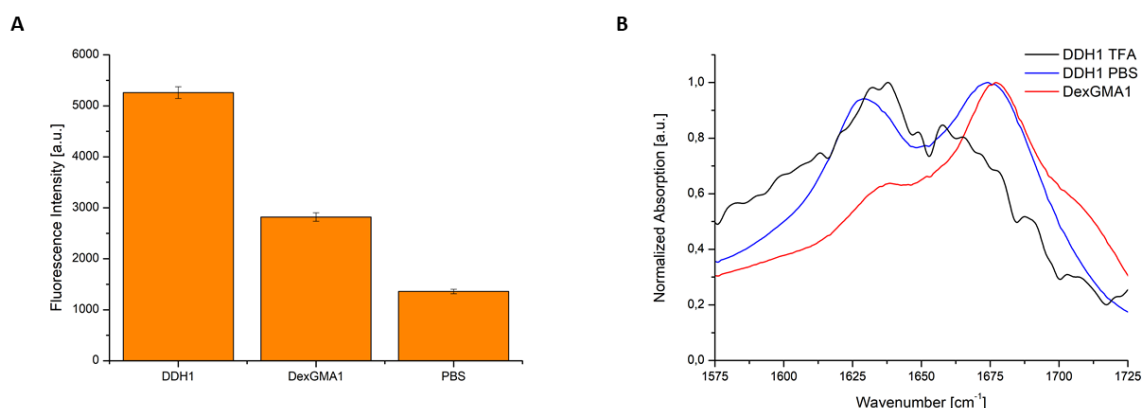 A
Fluorescence Intensity [a.u.]
6000
5000
4000
3000
2000
1000
0
DDH1 DexGMA1 PBS
B
DDH1 TFA
DDH1 PBS
DexGMA1
Normalized Absorption [a.u.]
1,0
0,8
0,6
0,4
0,2
0,0
1575 1600 1625 1650 1675 1700 1725
Wavenumber [cm⁻¹]